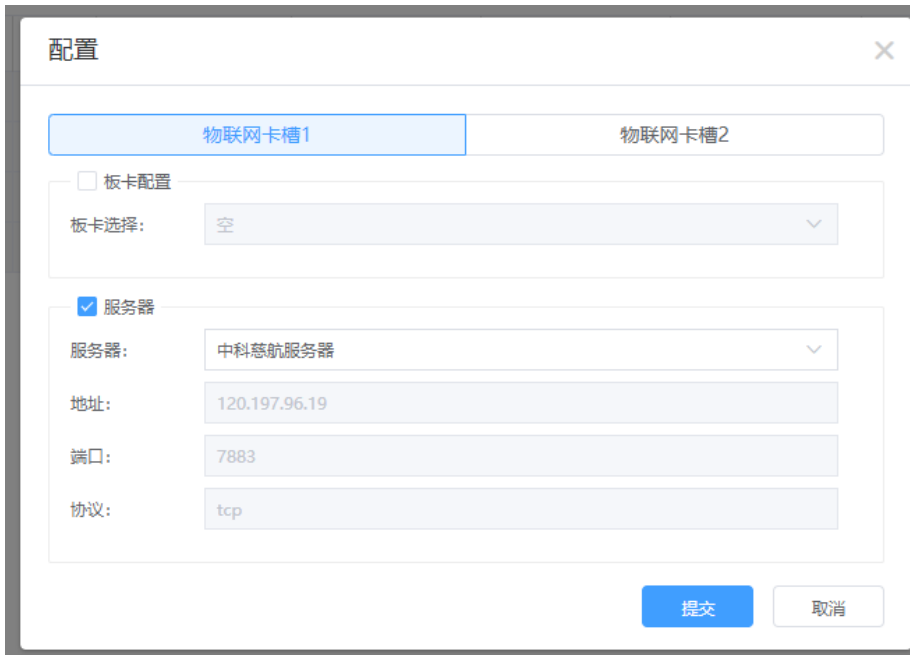 配置
物联网卡槽1 物联网卡槽2
板卡配置
板卡选择: 空
服务器
服务器: 中科慈航服务器
地址: 120.197.96.19
端口: 7883
协议: tcp
提交 取消